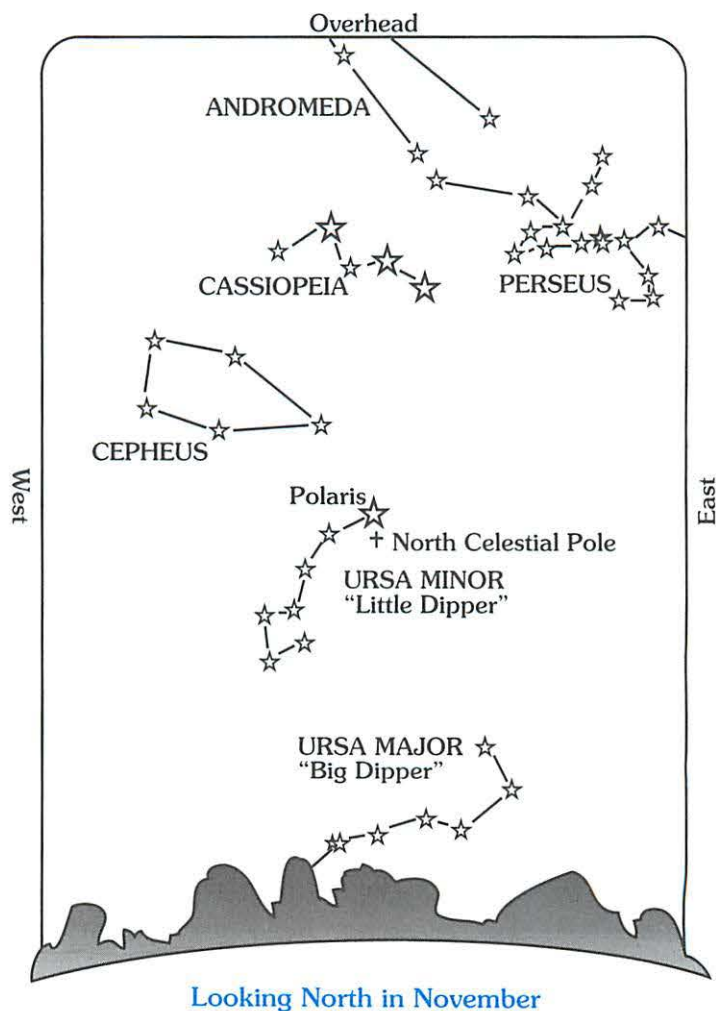 Overhead
ANDROMEDA
CASSIOPEIA
PERSEUS
CEPHEUS
West
East
Polaris
† North Celestial Pole
URSA MINOR
“Little Dipper”
URSA MAJOR
“Big Dipper”
Looking North in November